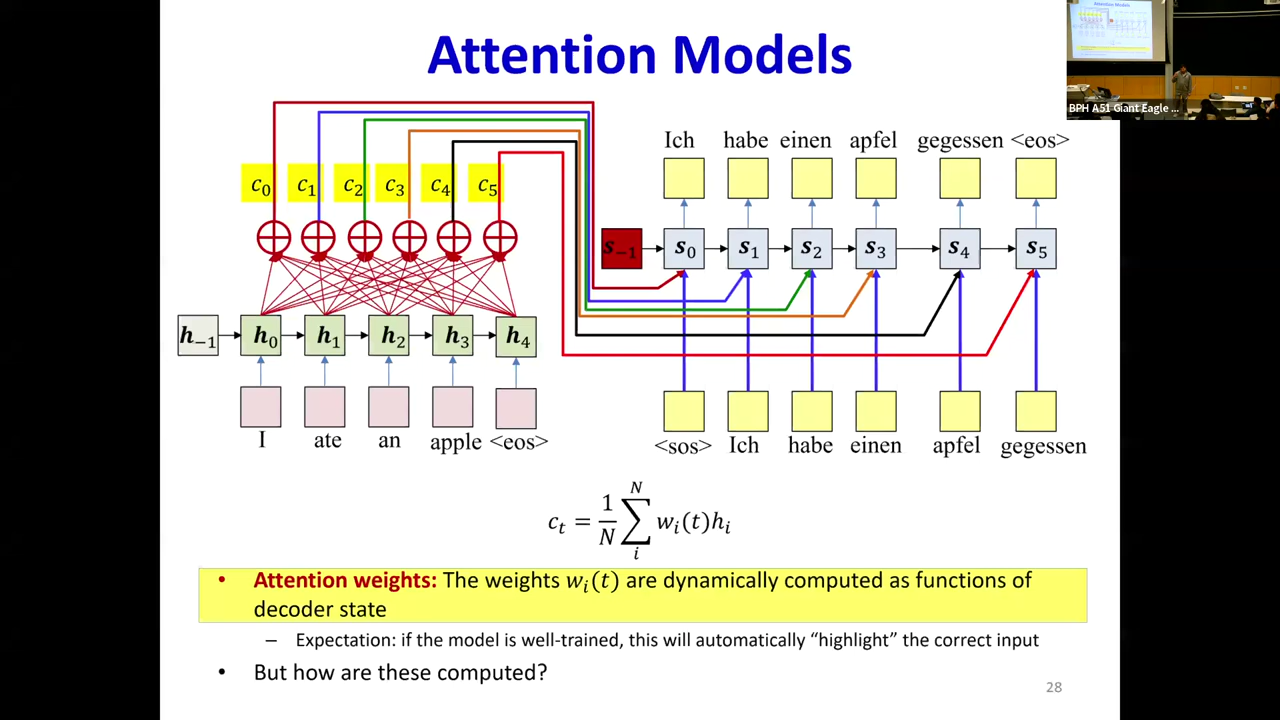 Attention Models
BPH A51 Giant Eagle ...
Ich habe einen apfel gegessen <eos>
c₀ c₁ c₂ c₃ c₄ c₅
s₋₁ s₀ s₁ s₂ s₃ s₄ s₅
h₋₁ h₀ h₁ h₂ h₃ h₄
I ate an apple <eos>
<sos> Ich habe einen apfel gegessen
cₜ = 1/N ∑ᵢᴺ wᵢ(t)hᵢ
• Attention weights: The weights wᵢ(t) are dynamically computed as functions of
decoder state
– Expectation: if the model is well-trained, this will automatically “highlight” the correct input
• But how are these computed?
28